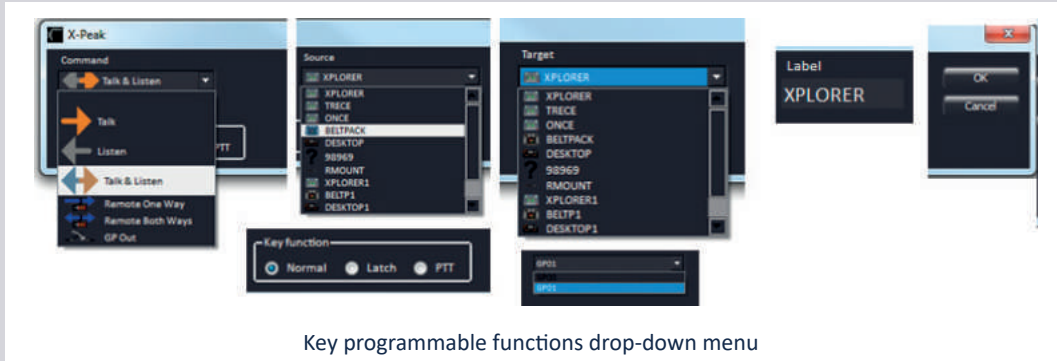 X-Peak
Command
Talk & Listen
Talk
Listen
Talk & Listen
Remote One Way
Remote Both Ways
GP Out
PTT
Source
XPLORER
XPLORER
TRECE
ONCE
BELTPACK
DESKTOP
98969
RMOUNT
XPLORER1
BELTP1
DESKTOP1
Key function
Normal Latch PTT
Target
XPLORER
XPLORER
TRECE
ONCE
BELTPACK
DESKTOP
98969
RMOUNT
XPLORER1
BELTP1
DESKTOP1
GPO1
GPO1
Label
XPLORER
OK
Cancel
Key programmable functions drop-down menu